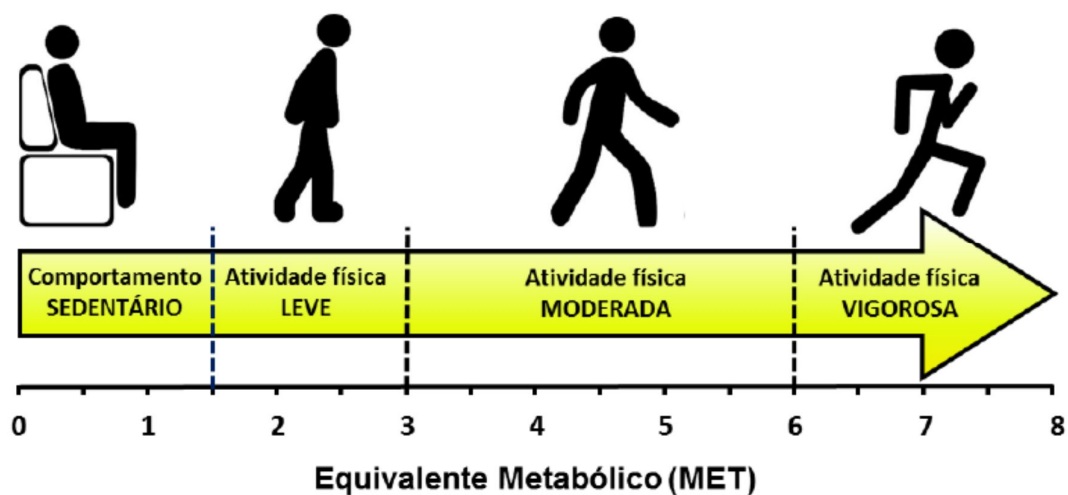 Comportamento
SEDENTÁRIO
Atividade física
LEVE
Atividade física
MODERADA
Atividade física
VIGOROSA
0 1 2 3 4 5 6 7 8
Equivalente Metabólico (MET)